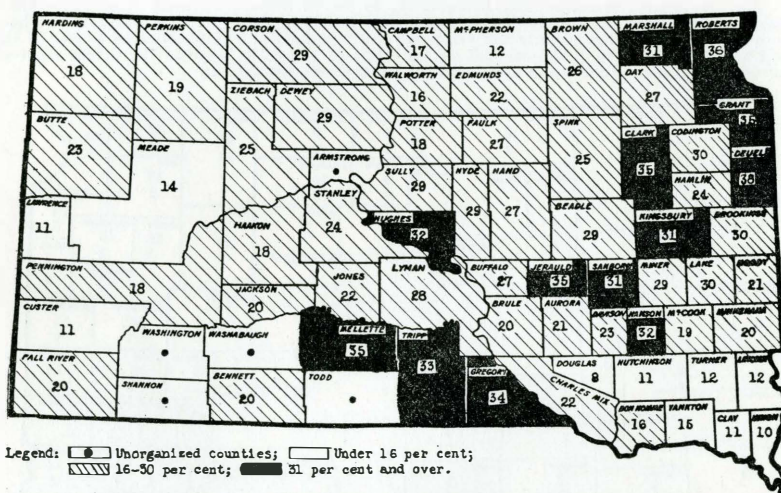 HARDING PERKINS CORSON CAMPBELL McPHERSON BROWN MARSHALL ROBERTS
18 19 29 17 12 26 31 36
WALWORTH EDMUNDS DAY
16 22 27
BUTTE ZIEBACH DEWEY POTTER FAULK SPINK CLARK CODINGTON GRANT
23 25 29 18 27 25 35 30 35
MEADE ARMSTRONG SULLY HYDE HAND HAMLIN DEUEL
14 • 29 29 27 24 38
LAWRENCE HAAKON STANLEY HUGHES BEADLE KINGSBURY BROOKINGS
11 18 24 32 29 31 30
PENNINGTON JACKSON JONES LYMAN BUFFALO JERAULD SANBORN MINER LAKE MOODY
18 20 22 28 27 35 31 29 30 21
CUSTER WASHINGTON WASHABAUGH MELLETTE TRIPP BRULE AURORA DAVISON HANSON McCOOK MINNEHAHA
11 • • 35 33 20 21 23 32 19 20
FALL RIVER SHANNON BENNETT TODD GREGORY CHARLES MIX DOUGLAS HUTCHINSON TURNER LINCOLN
20 • 20 • 34 22 11 12 12
BON HOMME YANKTON CLAY UNION
16 15 11 10
Legend: • Unorganized counties; Under 16 per cent;
16-30 per cent; 31 per cent and over.